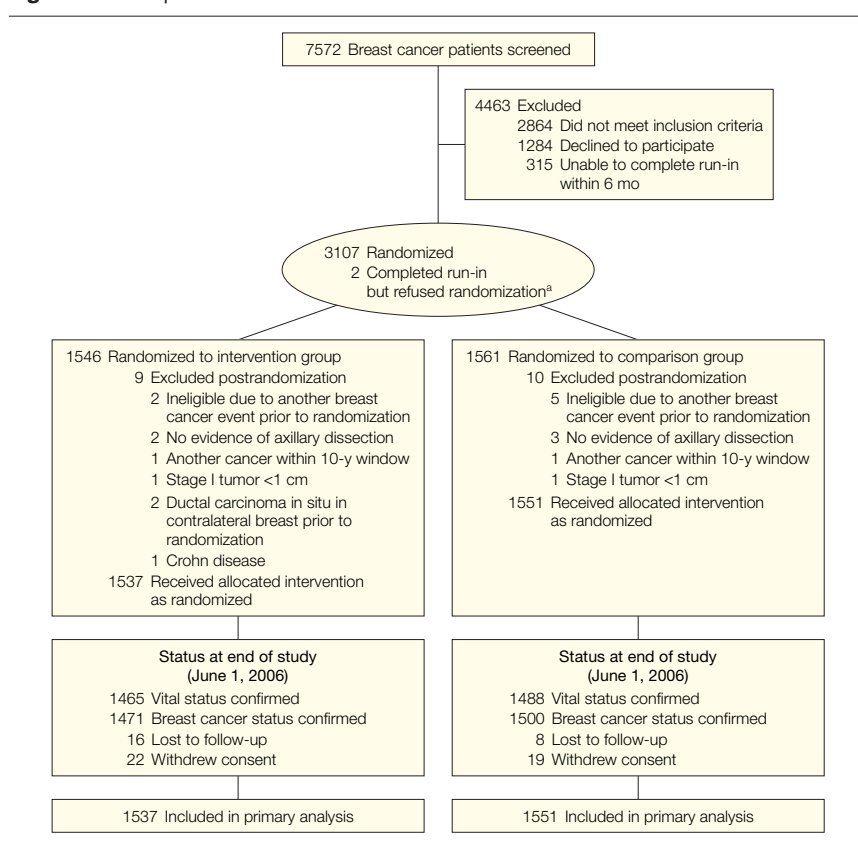 7572 Breast cancer patients screened
4463 Excluded
2864 Did not meet inclusion criteria
1284 Declined to participate
315 Unable to complete run-in
within 6 mo
3107 Randomized
2 Completed run-in
but refused randomizationa
1546 Randomized to intervention group
9 Excluded postrandomization
2 Ineligible due to another breast
cancer event prior to randomization
2 No evidence of axillary dissection
1 Another cancer within 10-y window
1 Stage I tumor <1 cm
2 Ductal carcinoma in situ in
contralateral breast prior to
randomization
1 Crohn disease
1537 Received allocated intervention
as randomized
1561 Randomized to comparison group
10 Excluded postrandomization
5 Ineligible due to another breast
cancer event prior to randomization
3 No evidence of axillary dissection
1 Another cancer within 10-y window
1 Stage I tumor <1 cm
1551 Received allocated intervention
as randomized
Status at end of study
(June 1, 2006)
1465 Vital status confirmed
1471 Breast cancer status confirmed
16 Lost to follow-up
22 Withdrew consent
Status at end of study
(June 1, 2006)
1488 Vital status confirmed
1500 Breast cancer status confirmed
8 Lost to follow-up
19 Withdrew consent
1537 Included in primary analysis
1551 Included in primary analysis